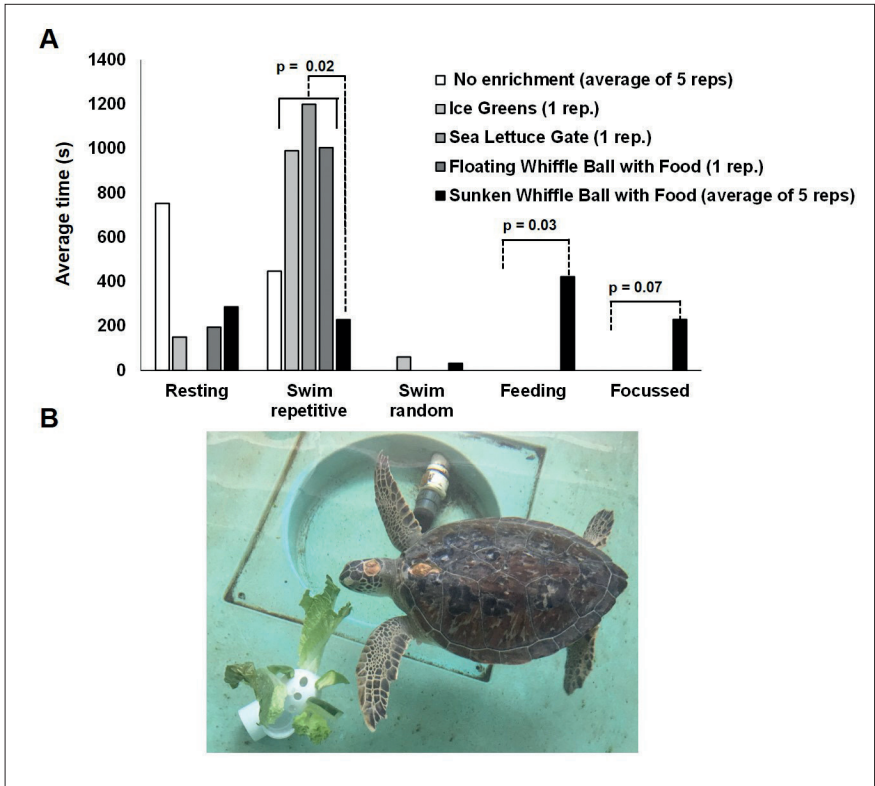 A
p = 0.02
No enrichment (average of 5 reps)
Ice Greens (1 rep.)
Sea Lettuce Gate (1 rep.)
Floating Whiffle Ball with Food (1 rep.)
Sunken Whiffle Ball with Food (average of 5 reps)
p = 0.03
p = 0.07
Average time (s)
1400
1200
1000
800
600
400
200
0
Resting
Swim
repetitive
Swim
random
Feeding
Focussed
B